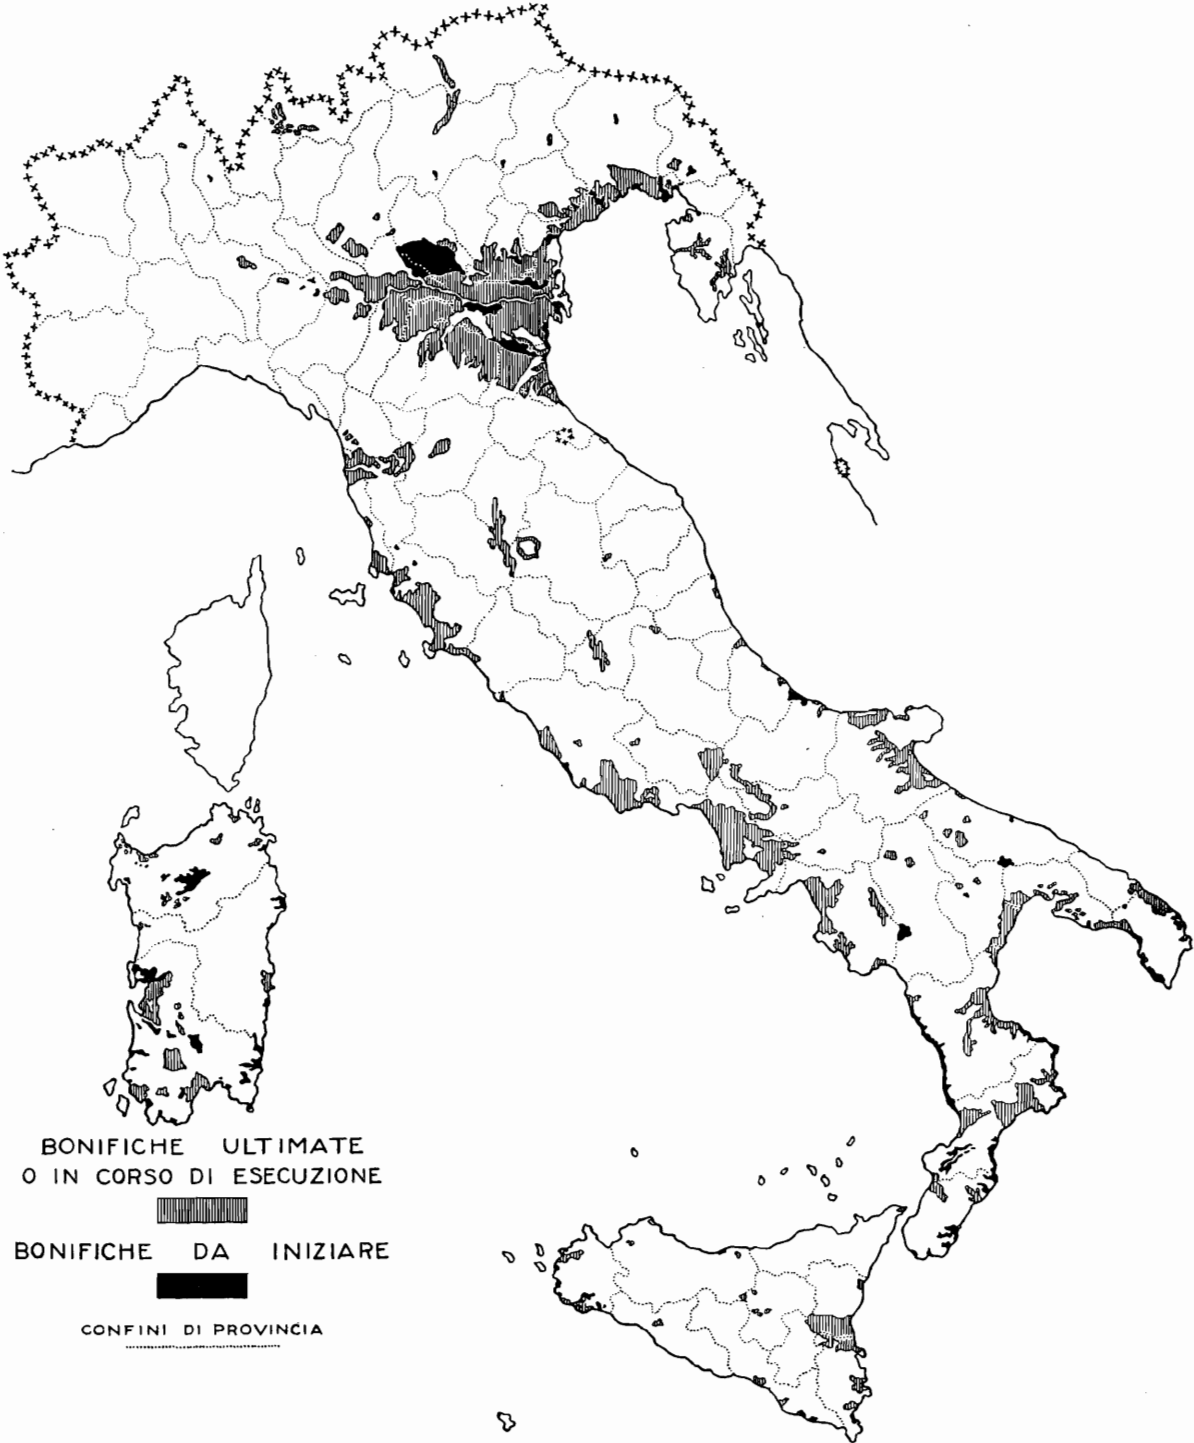 BONIFICHE ULTIMATE
O IN CORSO DI ESECUZIONE
BONIFICHE DA INIZIARE
CONFINI DI PROVINCIA